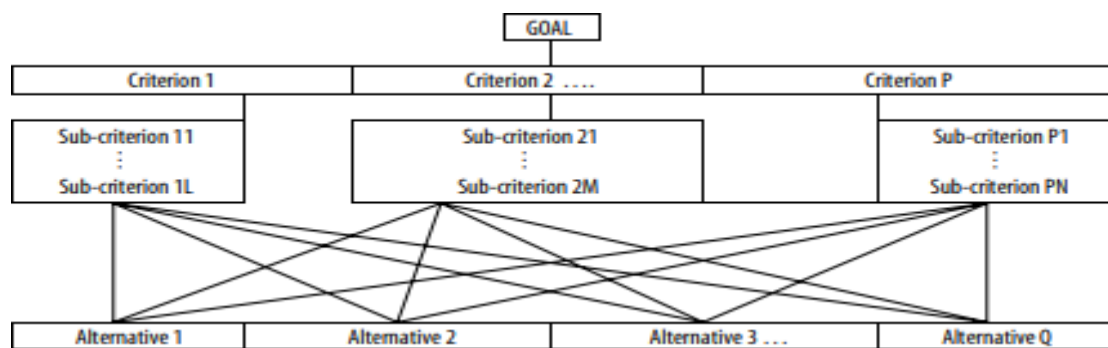 GOAL
Criterion 1 Criterion 2 .... Criterion P
Sub-criterion 11 Sub-criterion 21 Sub-criterion P1
⋮ ⋮ ⋮
Sub-criterion 1L Sub-criterion 2M Sub-criterion PN
Alternative 1 Alternative 2 Alternative 3 ... Alternative Q